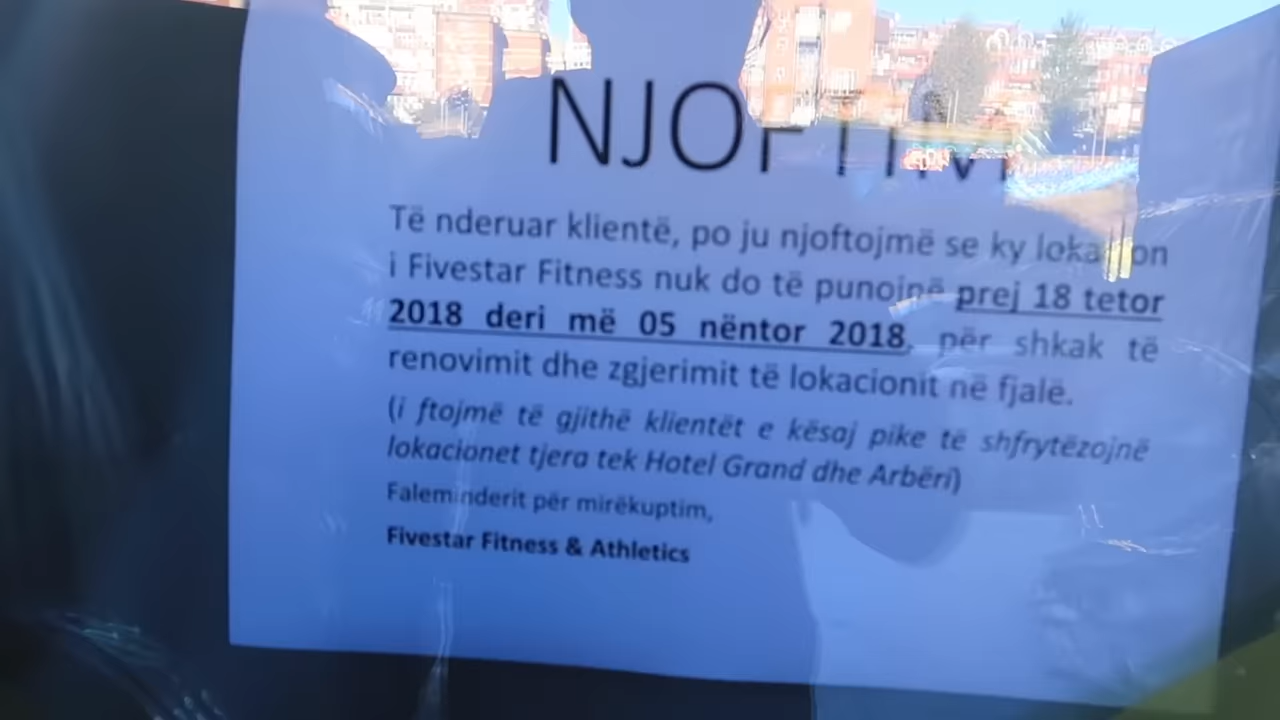 NJOFTIM
Të nderuar klientë, po ju njoftojmë se ky lokacion
i Fivestar Fitness nuk do të punojnë prej 18 tetor
2018 deri më 05 nëntor 2018, për shkak të
renovimit dhe zgjerimit të lokacionit në fjalë.
(i ftojmë të gjithë klientët e kësaj pike të shfrytëzojnë
lokacionet tjera tek Hotel Grand dhe Arbëri)
Faleminderit për mirëkuptim,
Fivestar Fitness & Athletics